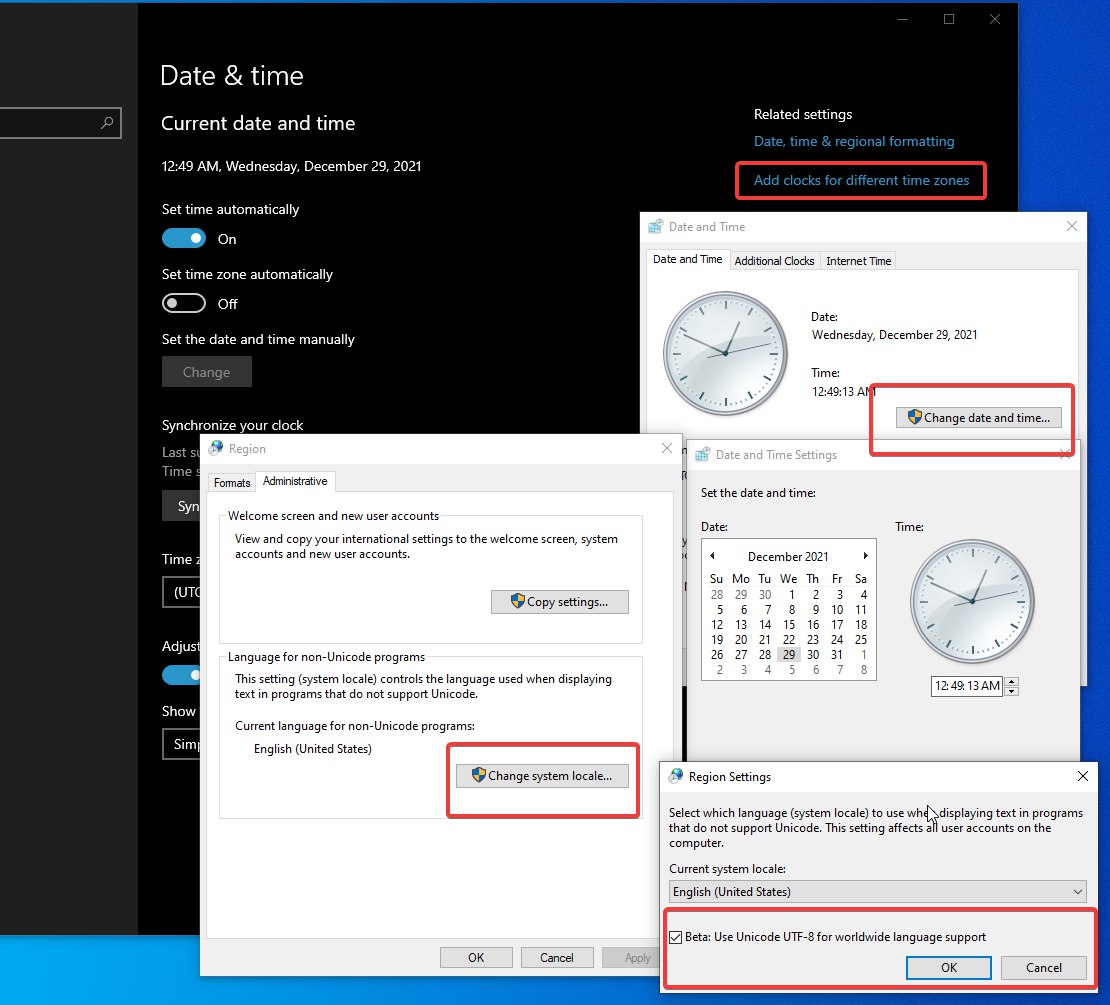 Date & time
Current date and time
12:49 AM, Wednesday, December 29, 2021
Set time automatically
On
Set time zone automatically
Off
Set the date and time manually
Change
Synchronize your clock
Last
Time
Time
(UTC
Show
Related settings
Date, time & regional formatting
Add clocks for different time zones
Date and Time
Date and Time
Additional Clocks
Internet Time
Date:
Wednesday, December 29, 2021
Time:
12:49:13 AM
Change date and time...
Region
Formats
Administrative
Welcome screen and new user accounts
View and copy your international settings to the welcome screen, system
accounts and new user accounts.
Copy settings...
Language for non-Unicode programs
This setting (system locale) controls the language used when displaying
text in programs that do not support Unicode.
Current language for non-Unicode programs:
English (United States)
Change system locale...
OK
Cancel
Apply
Date and Time Settings
Set the date and time:
Date:
December 2021
Su Mo Tu We Th Fr Sa
28 29 30 1 2 3 4
5 6 7 8 9 10 11
12 13 14 15 16 17 18
19 20 21 22 23 24 25
26 27 28 29 30 31 1
2 3 4 5 6 7 8
Time:
12:49:13 AM
Region Settings
Select which language (system locale) to use when displaying text in programs
that do not support Unicode. This setting affects all user accounts on the
computer.
Current system locale:
English (United States)
Beta: Use Unicode UTF-8 for worldwide language support
OK
Cancel